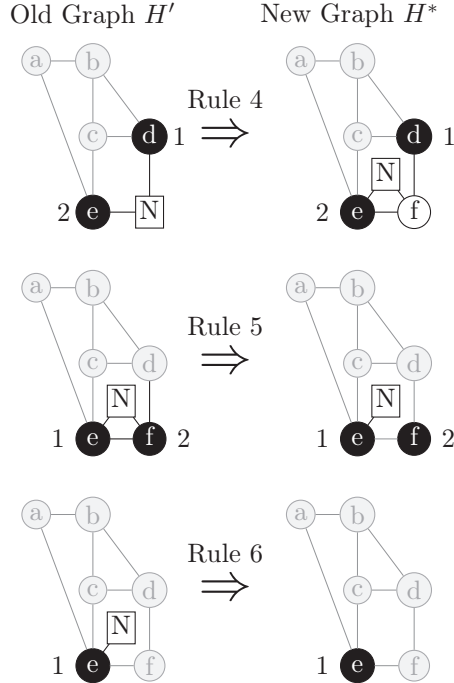 Old Graph H′ New Graph H*
a b a b
Rule 4
c d 1 c d 1
N
2 e N 2 e f
a b a b
Rule 5
c d c d
N N
1 e f 2 1 e f 2
a b a b
Rule 6
c d c d
N
1 e f 1 e f